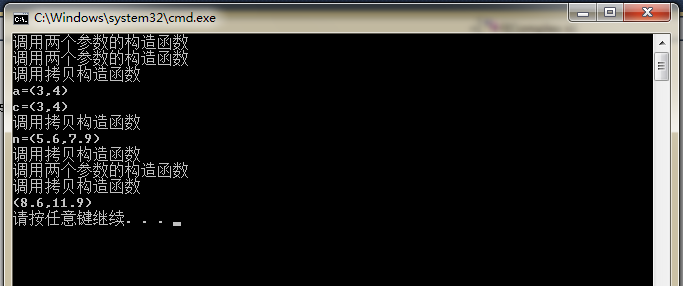 C:\Windows\system32\cmd.exe
调用两个参数的构造函数
调用两个参数的构造函数
调用拷贝构造函数
a=(3,4)
c=(3,4)
调用拷贝构造函数
n=(5.6,7.9)
调用拷贝构造函数
调用两个参数的构造函数
调用拷贝构造函数
(8.6,11.9)
请按任意键继续. . .